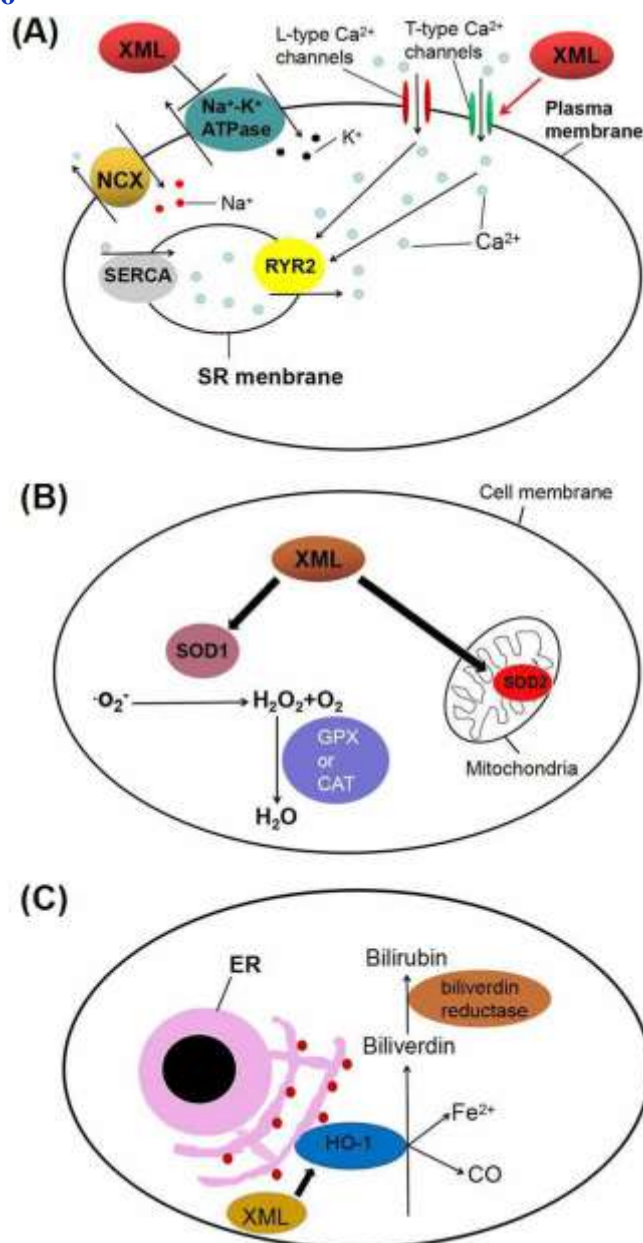 (A)
XML
L-type Ca²⁺
channels
T-type Ca²⁺
channels
XML
Na⁺-K⁺
ATPase
Plasma
membrane
K⁺
NCX
Na⁺
Ca²⁺
SERCA
RYR2
SR menbrane
(B)
Cell membrane
XML
SOD1
SOD2
·O₂⁻
H₂O₂+O₂
GPX
or
CAT
Mitochondria
H₂O
(C)
ER
Bilirubin
biliverdin
reductase
Biliverdin
Fe²⁺
HO-1
CO
XML